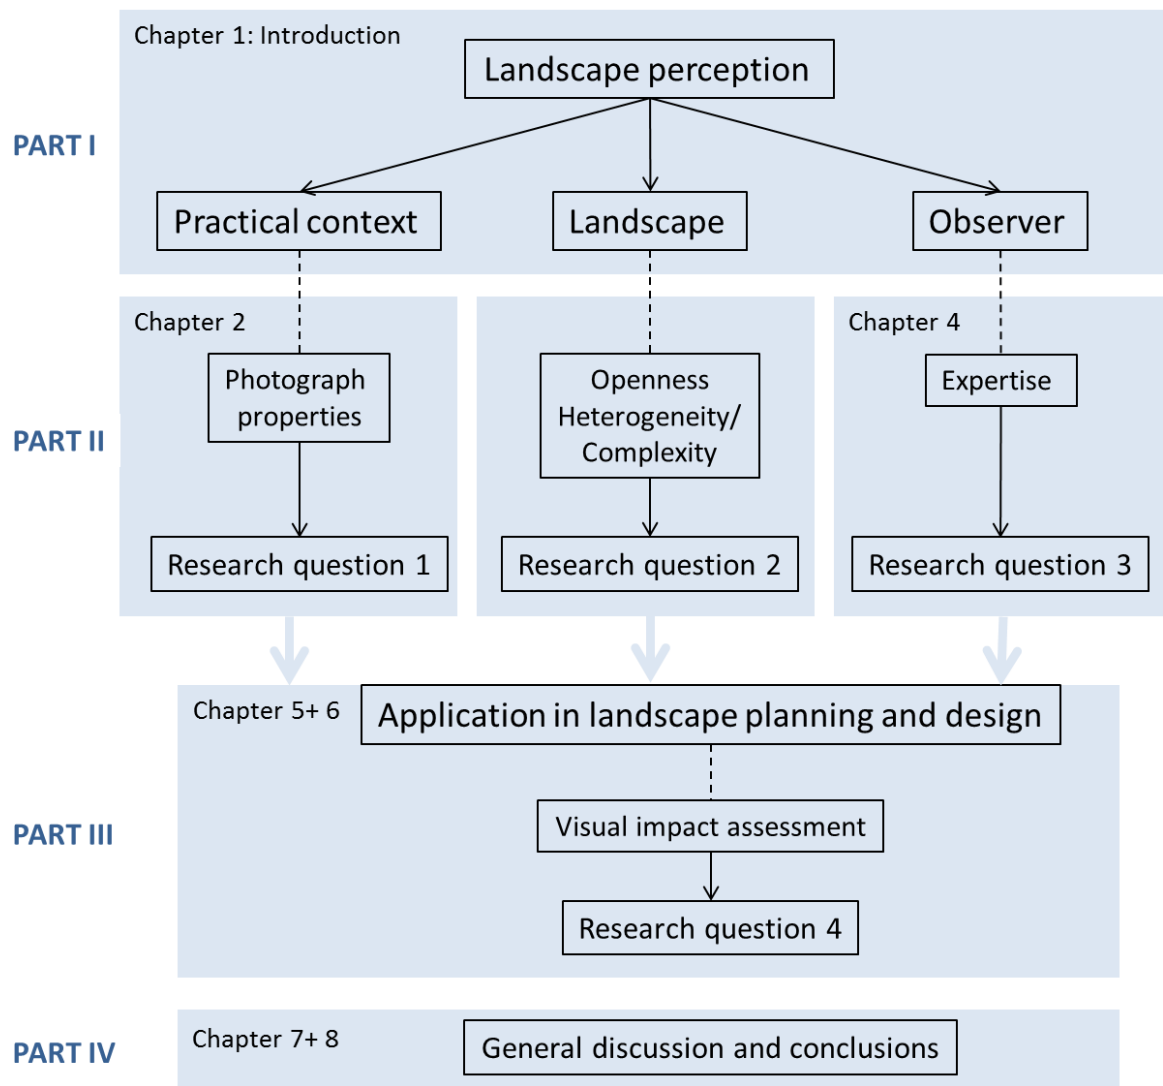 Chapter 1: Introduction
Landscape perception
PART I
Practical context
Landscape
Observer
Chapter 2
Chapter 4
Photograph
properties
Openness
Heterogeneity/
Complexity
Expertise
PART II
Research question 1
Research question 2
Research question 3
Chapter 5+ 6
Application in landscape planning and design
Visual impact assessment
PART III
Research question 4
Chapter 7+ 8
General discussion and conclusions
PART IV